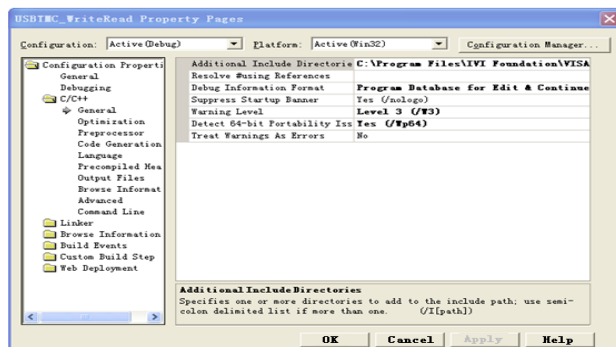 USBTMC_WriteRead Property Pages
Configuration: Active(Debug) Platform: Active(Win32) Configuration Manager...
Configuration Properti
General
Debugging
C/C++
General
Optimization
Preprocessor
Code Generation
Language
Precompiled Hea
Output Files
Browse Informat
Advanced
Command Line
Linker
Browse Information
Build Events
Custom Build Step
Web Deployment
Additional Include Directorie C:\Program Files\IVI Foundation\VISA
Resolve #using References
Debug Information Format Program Database for Edit & Continue
Suppress Startup Banner Yes (/nologo)
Warning Level Level 3 (/W3)
Detect 64-bit Portability Iss Yes (/Wp64)
Treat Warnings As Errors No
Additional Include Directories
Specifies one or more directories to add to the include path; use semi-
colon delimited list if more than one. (/I[path])
OK Cancel Apply Help